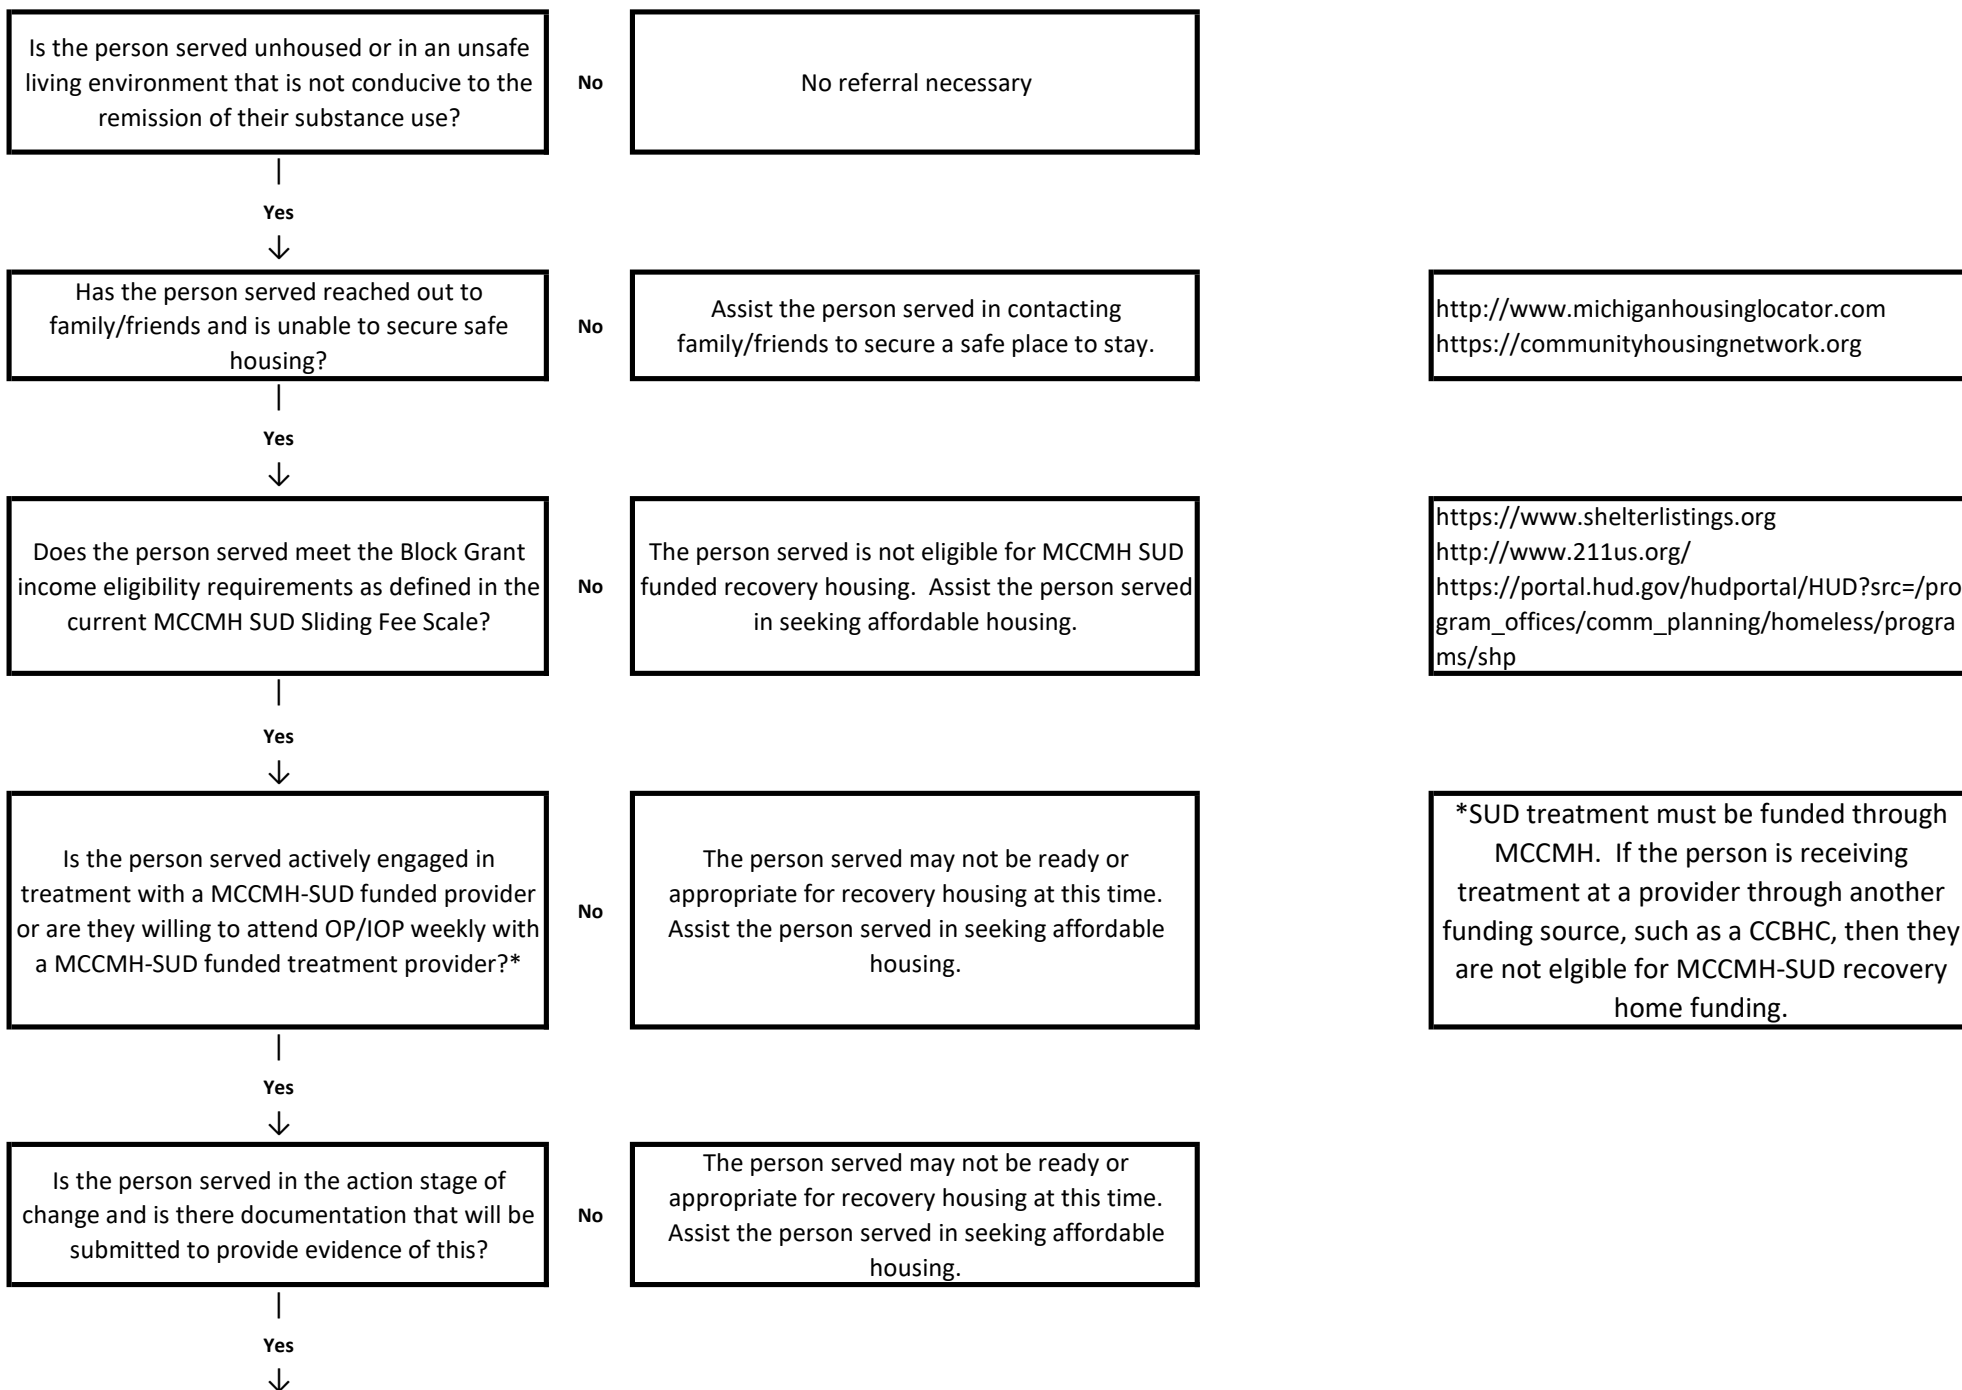 Is the person served unhoused or in an unsafe
living environment that is not conducive to the
remission of their substance use?
No
No referral necessary
Yes
Has the person served reached out to
family/friends and is unable to secure safe
housing?
No
Assist the person served in contacting
family/friends to secure a safe place to stay.
http://www.michiganhousinglocator.com
https://communityhousingnetwork.org
Yes
Does the person served meet the Block Grant
income eligibility requirements as defined in the
current MCCMH SUD Sliding Fee Scale?
No
The person served is not eligible for MCCMH SUD
funded recovery housing.  Assist the person served
in seeking affordable housing.
https://www.shelterlistings.org
http://www.211us.org/
https://portal.hud.gov/hudportal/HUD?src=/pro
gram_offices/comm_planning/homeless/progra
ms/shp
Yes
Is the person served actively engaged in
treatment with a MCCMH-SUD funded provider
or are they willing to attend OP/IOP weekly with
a MCCMH-SUD funded treatment provider?*
No
The person served may not be ready or
appropriate for recovery housing at this time.
Assist the person served in seeking affordable
housing.
*SUD treatment must be funded through
MCCMH.  If the person is receiving
treatment at a provider through another
funding source, such as a CCBHC, then they
are not elgible for MCCMH-SUD recovery
home funding.
Yes
Is the person served in the action stage of
change and is there documentation that will be
submitted to provide evidence of this?
No
The person served may not be ready or
appropriate for recovery housing at this time.
Assist the person served in seeking affordable
housing.
Yes